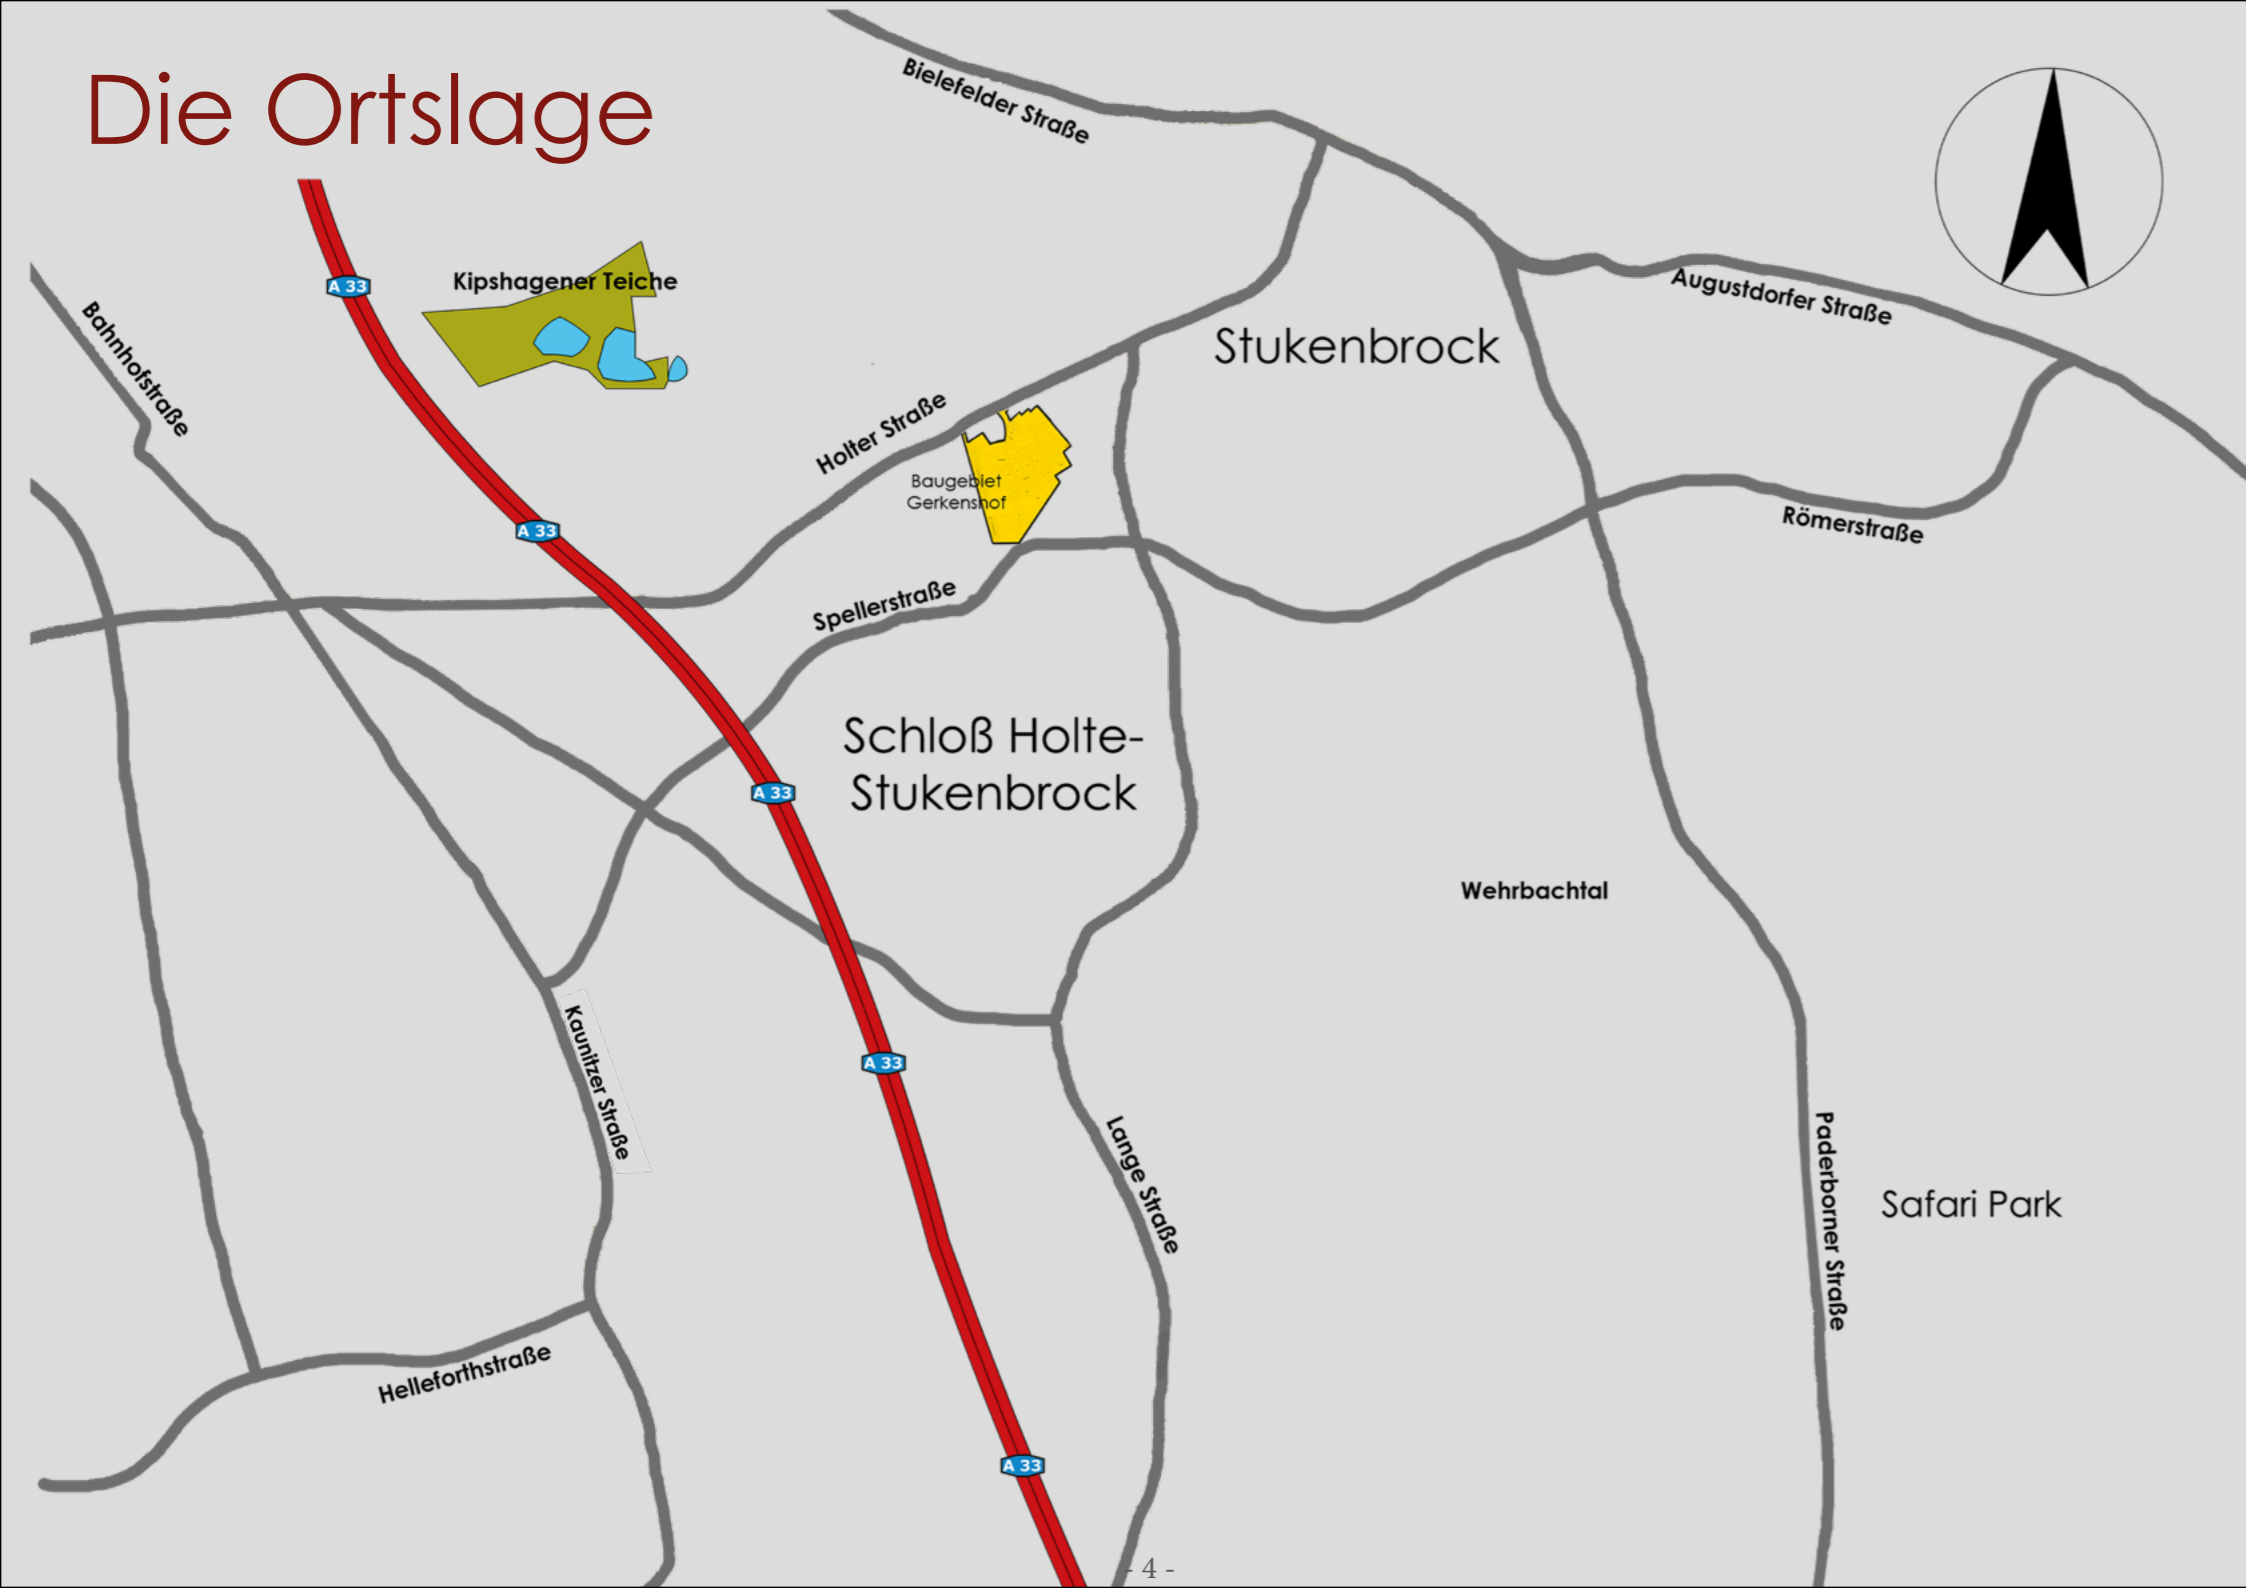 Die Ortslage
Bielefelder Straße
A 33
Kipshagener Teiche
Augustdorfer Straße
Bahnhofstraße
Stukenbrock
Holter Straße
Baugebiet
Gerkenshof
A 33
Römerstraße
Spellerstraße
Schloß Holte-
Stukenbrock
A 33
Wehrbachtal
Kaunitzer Straße
A 33
Lange Straße
Paderborner Straße
Safari Park
Helleforthstraße
A 33
- 4 -